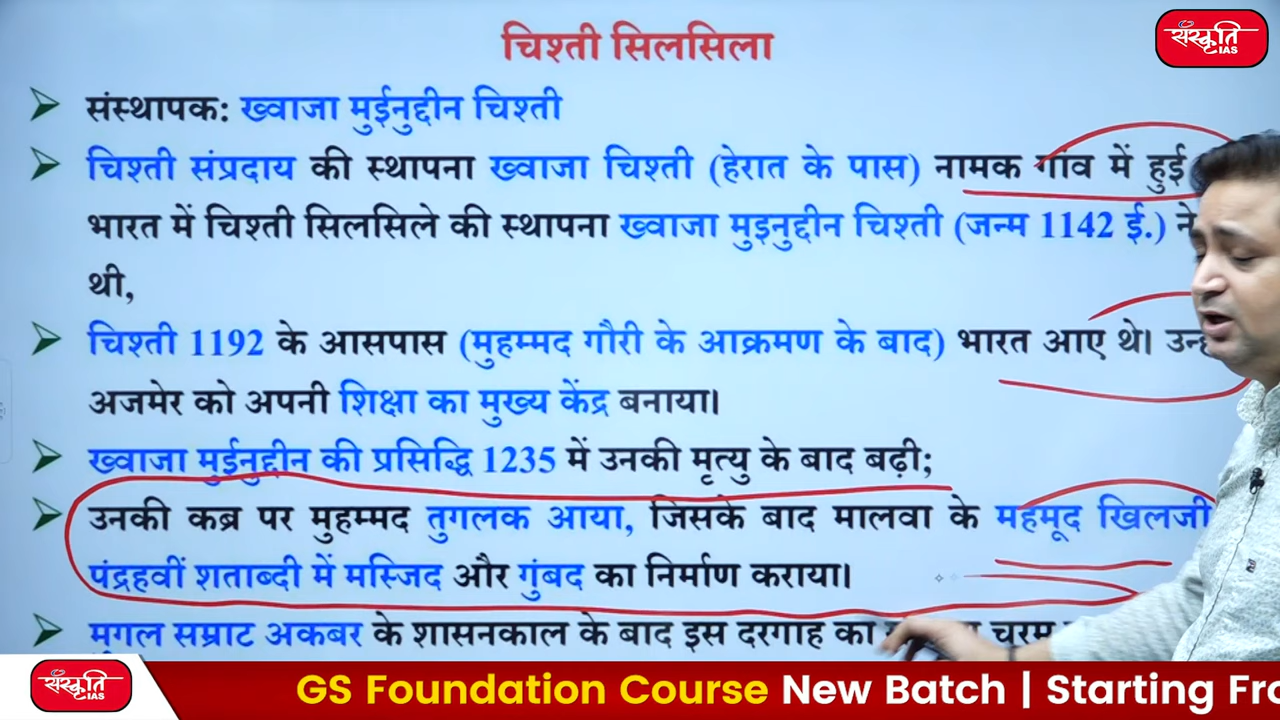 चिश्ती सिलसिला
संस्कृति
IAS
संस्थापक: ख्वाजा मुईनुद्दीन चिश्ती
चिश्ती संप्रदाय की स्थापना ख्वाजा चिश्ती (हेरात के पास) नामक गांव में हुई
भारत में चिश्ती सिलसिले की स्थापना ख्वाजा मुइनुद्दीन चिश्ती (जन्म 1142 ई.) ने
थी,
चिश्ती 1192 के आसपास (मुहम्मद गौरी के आक्रमण के बाद) भारत आए थे।
अजमेर को अपनी शिक्षा का मुख्य केंद्र बनाया।
ख्वाजा मुईनुद्दीन की प्रसिद्धि 1235 में उनकी मृत्यु के बाद बढ़ी;
उनकी कब्र पर मुहम्मद तुगलक आया, जिसके बाद मालवा के महमूद खिलजी
पंद्रहवीं शताब्दी में मस्जिद और गुंबद का निर्माण कराया।
मुगल सम्राट अकबर के शासनकाल के बाद इस दरगाह का चरम
संस्कृति
IAS
GS Foundation Course New Batch | Starting